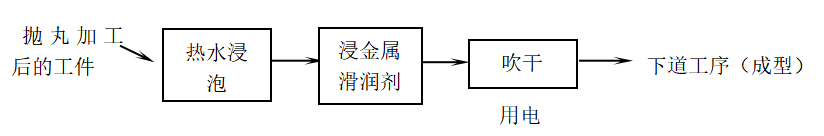 抛丸加工
后的工件
热水浸
泡
浸金属
滑润剂
吹干
用电
下道工序（成型）